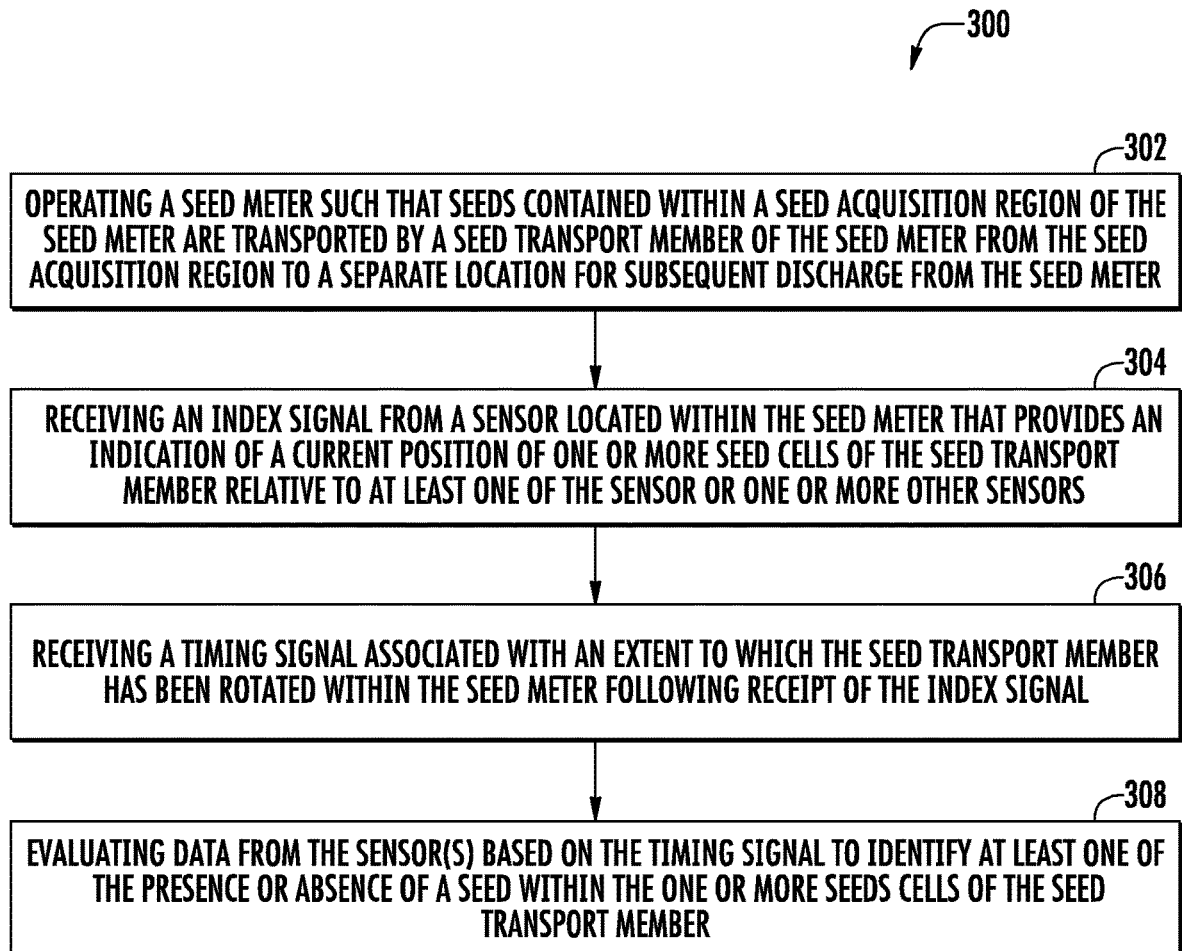 300
302
OPERATING A SEED METER SUCH THAT SEEDS CONTAINED WITHIN A SEED ACQUISITION REGION OF THE
SEED METER ARE TRANSPORTED BY A SEED TRANSPORT MEMBER OF THE SEED METER FROM THE SEED
ACQUISITION REGION TO A SEPARATE LOCATION FOR SUBSEQUENT DISCHARGE FROM THE SEED METER
304
RECEIVING AN INDEX SIGNAL FROM A SENSOR LOCATED WITHIN THE SEED METER THAT PROVIDES AN
INDICATION OF A CURRENT POSITION OF ONE OR MORE SEED CELLS OF THE SEED TRANSPORT
MEMBER RELATIVE TO AT LEAST ONE OF THE SENSOR OR ONE OR MORE OTHER SENSORS
306
RECEIVING A TIMING SIGNAL ASSOCIATED WITH AN EXTENT TO WHICH THE SEED TRANSPORT MEMBER
HAS BEEN ROTATED WITHIN THE SEED METER FOLLOWING RECEIPT OF THE INDEX SIGNAL
308
EVALUATING DATA FROM THE SENSOR(S) BASED ON THE TIMING SIGNAL TO IDENTIFY AT LEAST ONE OF
THE PRESENCE OR ABSENCE OF A SEED WITHIN THE ONE OR MORE SEEDS CELLS OF THE SEED
TRANSPORT MEMBER